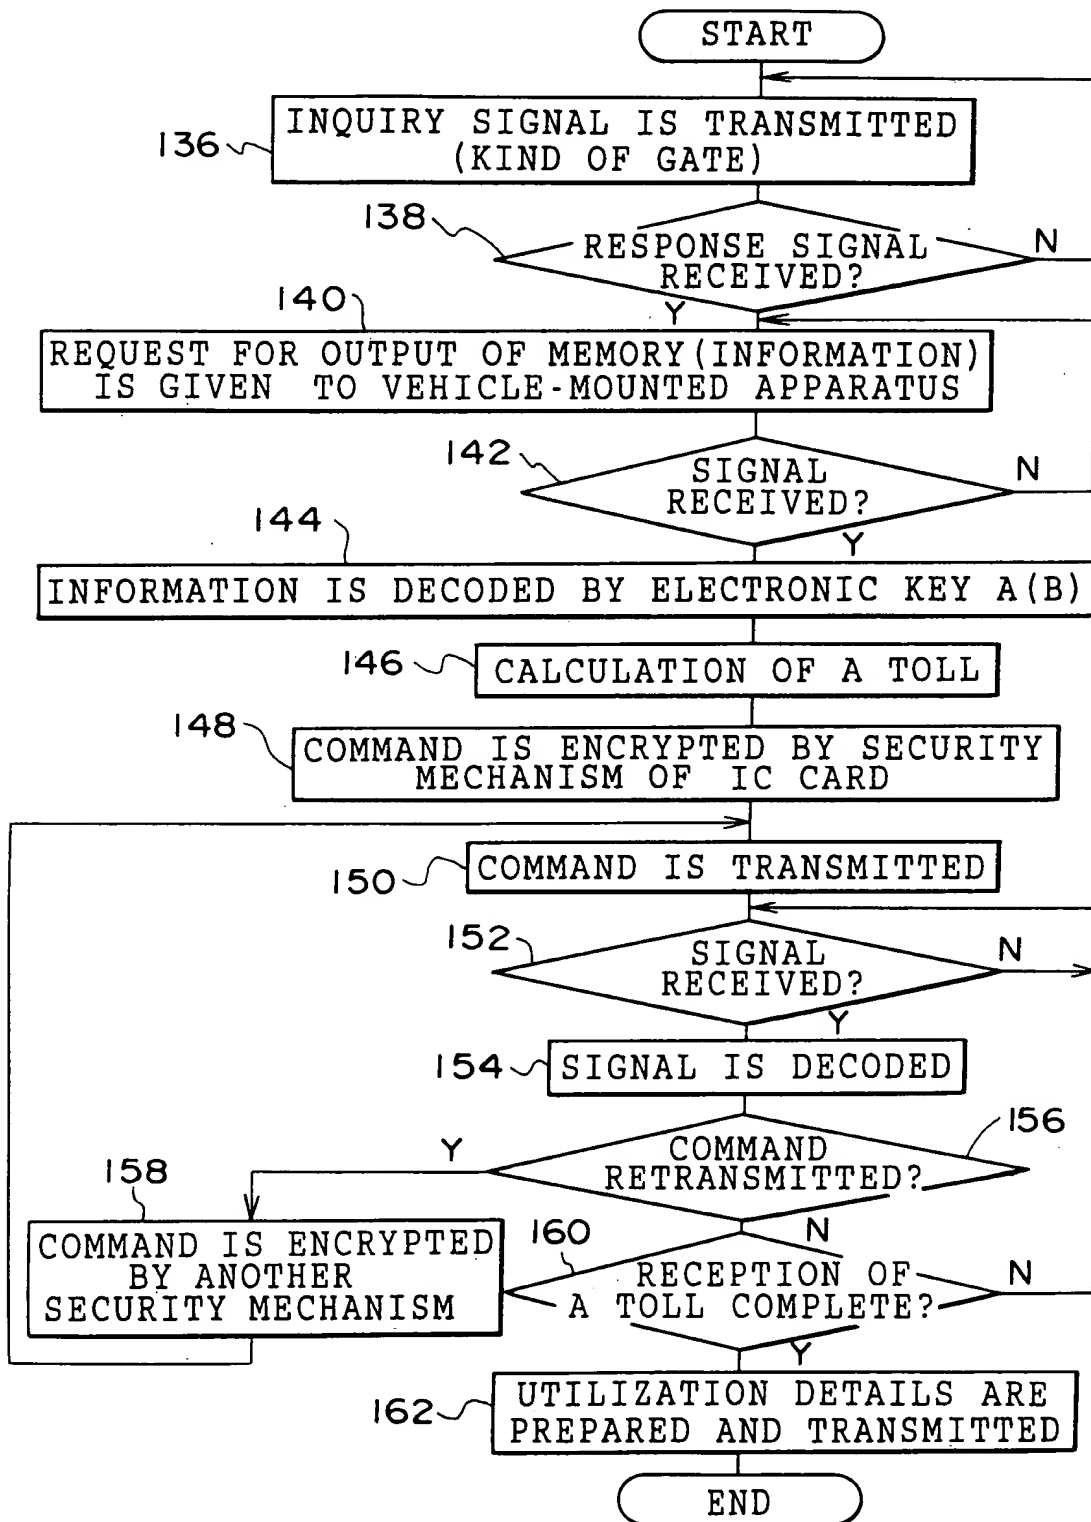 START
INQUIRY SIGNAL IS TRANSMITTED
(KIND OF GATE)
136
138
RESPONSE SIGNAL
RECEIVED?
N
Y
140
REQUEST FOR OUTPUT OF MEMORY(INFORMATION)
IS GIVEN TO VEHICLE-MOUNTED APPARATUS
142
SIGNAL
RECEIVED?
N
Y
144
INFORMATION IS DECODED BY ELECTRONIC KEY A(B)
146
CALCULATION OF A TOLL
148
COMMAND IS ENCRYPTED BY SECURITY
MECHANISM OF IC CARD
150
COMMAND IS TRANSMITTED
152
SIGNAL
RECEIVED?
N
Y
154
SIGNAL IS DECODED
156
COMMAND
RETRANSMITTED?
Y
N
158
COMMAND IS ENCRYPTED
BY ANOTHER
SECURITY MECHANISM
160
RECEPTION OF
A TOLL COMPLETE?
N
Y
162
UTILIZATION DETAILS ARE
PREPARED AND TRANSMITTED
END